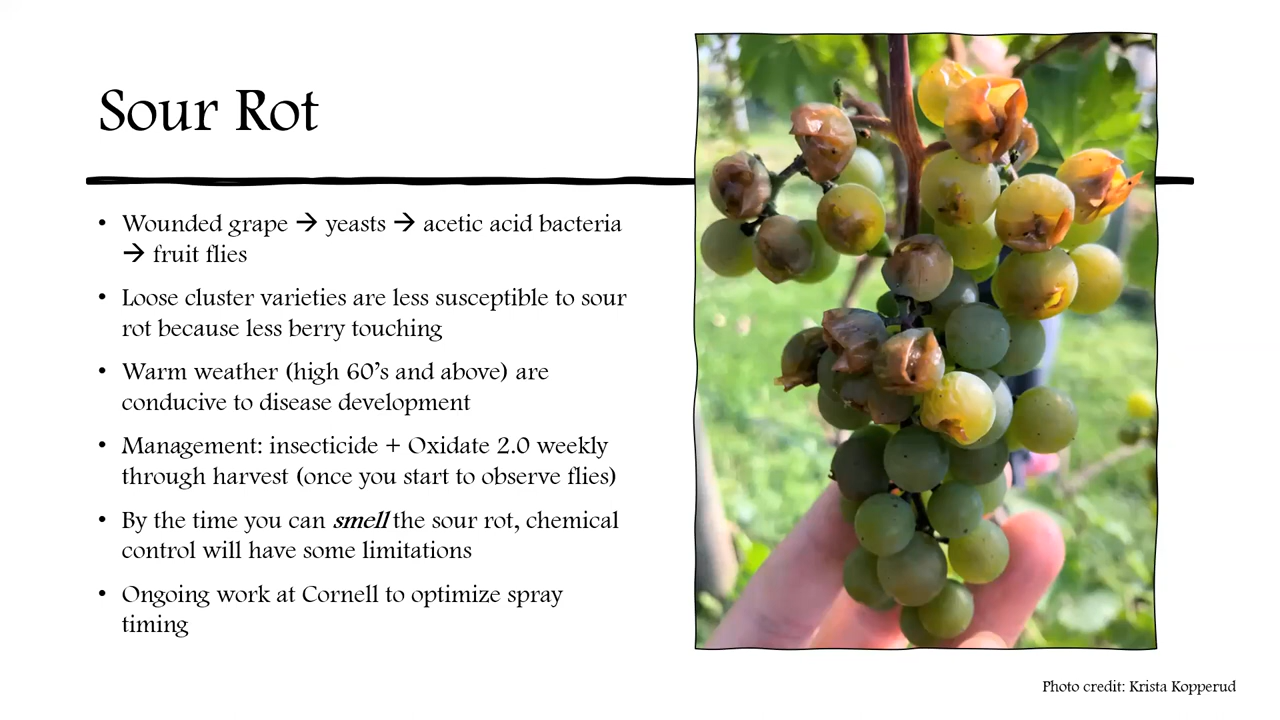 Sour Rot
• Wounded grape → yeasts → acetic acid bacteria
→ fruit flies
• Loose cluster varieties are less susceptible to sour
rot because less berry touching
• Warm weather (high 60’s and above) are
conducive to disease development
• Management: insecticide + Oxidate 2.0 weekly
through harvest (once you start to observe flies)
• By the time you can smell the sour rot, chemical
control will have some limitations
• Ongoing work at Cornell to optimize spray
timing
Photo credit: Krista Kopperud